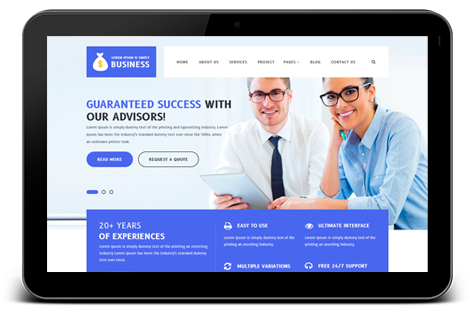 LOREM IPSUM IS SIMPLY
BUSINESS
HOME ABOUT US SERVICES PROJECT PAGES BLOG CONTACT US
GUARANTEED SUCCESS WITH
OUR ADVISORS!
Lorem Ipsum is simply dummy text of the printing and typesetting industry. Lorem
Ipsum has been the industry's standard dummy text ever since the 1500s, when
an unknown printer took.
READ MORE REQUEST A QUOTE
20+ YEARS
OF EXPERIENCES
Lorem Ipsum is simply dummy text of the printing an urseting
industry. Lorem Ipsum has been the industry's standard dummy
text ever since
EASY TO USE
Lorem Ipsum is simply dummy text of the
printing an urseting industry.
ULTIMATE INTERFACE
Lorem Ipsum is simply dummy text of the
printing an urseting industry.
MULTIPLE VARIATIONS
FREE 24/7 SUPPORT